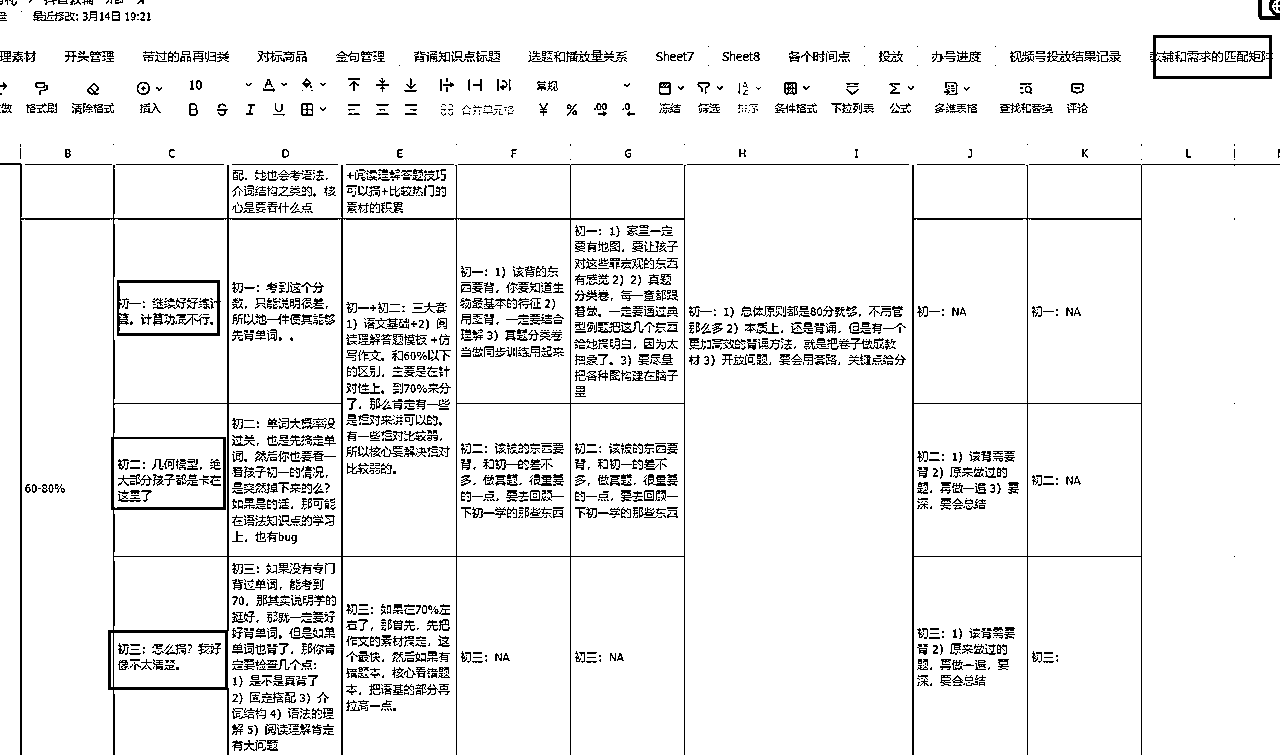 最近修改: 3月14日 19:21
理素材 开头管理 带过的品再归类 对标商品 金句管理 背诵知识点标题 选题和播放量关系 Sheet7 Sheet8 各个时间点 投放 办号进度 视频号投放结果记录 教辅和需求的匹配矩阵
10 常规
格式刷 清除格式 插入 合并单元格 冻结 筛选 排序 条件格式 下拉列表 公式 多维表格 查找和替换 评论
B C D E F G H I J K L
配。她也会考语法,
介词结构之类的。核
心是要看什么点
+阅读理解答题技巧
可以搞+比较热门的
素材的积累
60-80%
初一: 继续好好练计
算。计算功底不行。
初一: 考到这个分
数, 只能说明很差,
所以她一件便其能够
先背单词。。
初一+初二: 三大套
1) 语文基础+2) 阅
读理解答题模板 +仿
写作文。和60%以下
的区别, 主要是在针
对性上。到70%来分
了, 那么肯定有一些
是相对来讲可以的。
有一些相对比较弱,
所以核心要解决相对
比较弱的。
初一: 1) 该背的东
西要背, 你要知道生
物最基本的特征 2)
用图背, 一定要结合
理解 3) 真题分类卷
当做同步训练用起来
初一: 1) 家里一定
要有地图, 要让孩子
对这些罪宏观的东西
有感觉 2) 2) 真题
分类卷, 每一章都跟
着做。一定要通过典
型例题把这几个东西
给她搞明白, 因为太
抽象了。3) 要尽量
把各种图构建在脑子
里
初一: 1) 总体原则都是80分就够, 不用管
那么多 2) 本质上, 还是背诵, 但是有一个
更加高效的背诵方法, 就是把卷子做成教
材 3) 开放问题, 要会用套路, 关键点给分
初一: NA
初一: NA
初二: 几何模型, 绝
大部分孩子都是卡在
这里了
初二: 单词大概率没
过关, 也是先搞定单
词。然后你也要看一
看孩子初一的情况,
是突然掉下来的么?
如果是的话, 那可能
在语法知识点的学习
上, 也有bug
初二: 该被的东西要
背, 和初一的差不
多, 做真题, 很重要
的一点, 要去回顾一
下初一学的那些东西
初二: 该被的东西要
背, 和初一的差不
多, 做真题, 很重要
的一点, 要去回顾一
下初一学的那些东西
初二: 1) 该背需要
背 2) 原来做过的
题, 再做一遍 3) 要
深, 要会总结
初二: NA
初三: 怎么搞? 我好
像不太清楚。
初三: 如果没有专门
背过单词, 能考到
70, 那其实说明学的
挺好, 那就一定要好
好背单词。但是如果
单词也背了, 那你肯
定要检查几个点:
1) 是不是真背了
2) 固定搭配 3) 介
词结构 4) 语法的理
解 5) 阅读理解肯定
有大问题
初三: 如果在70%左
右了, 那首先, 先把
作文的素材搞定, 这
个最快, 然后如果有
错题本, 核心看错题
本, 把语基的部分再
拉高一点。
初三: NA
初三: NA
初三: 1) 该背需要
背 2) 原来做过的
题, 再做一遍, 要
深, 要会总结
初三: